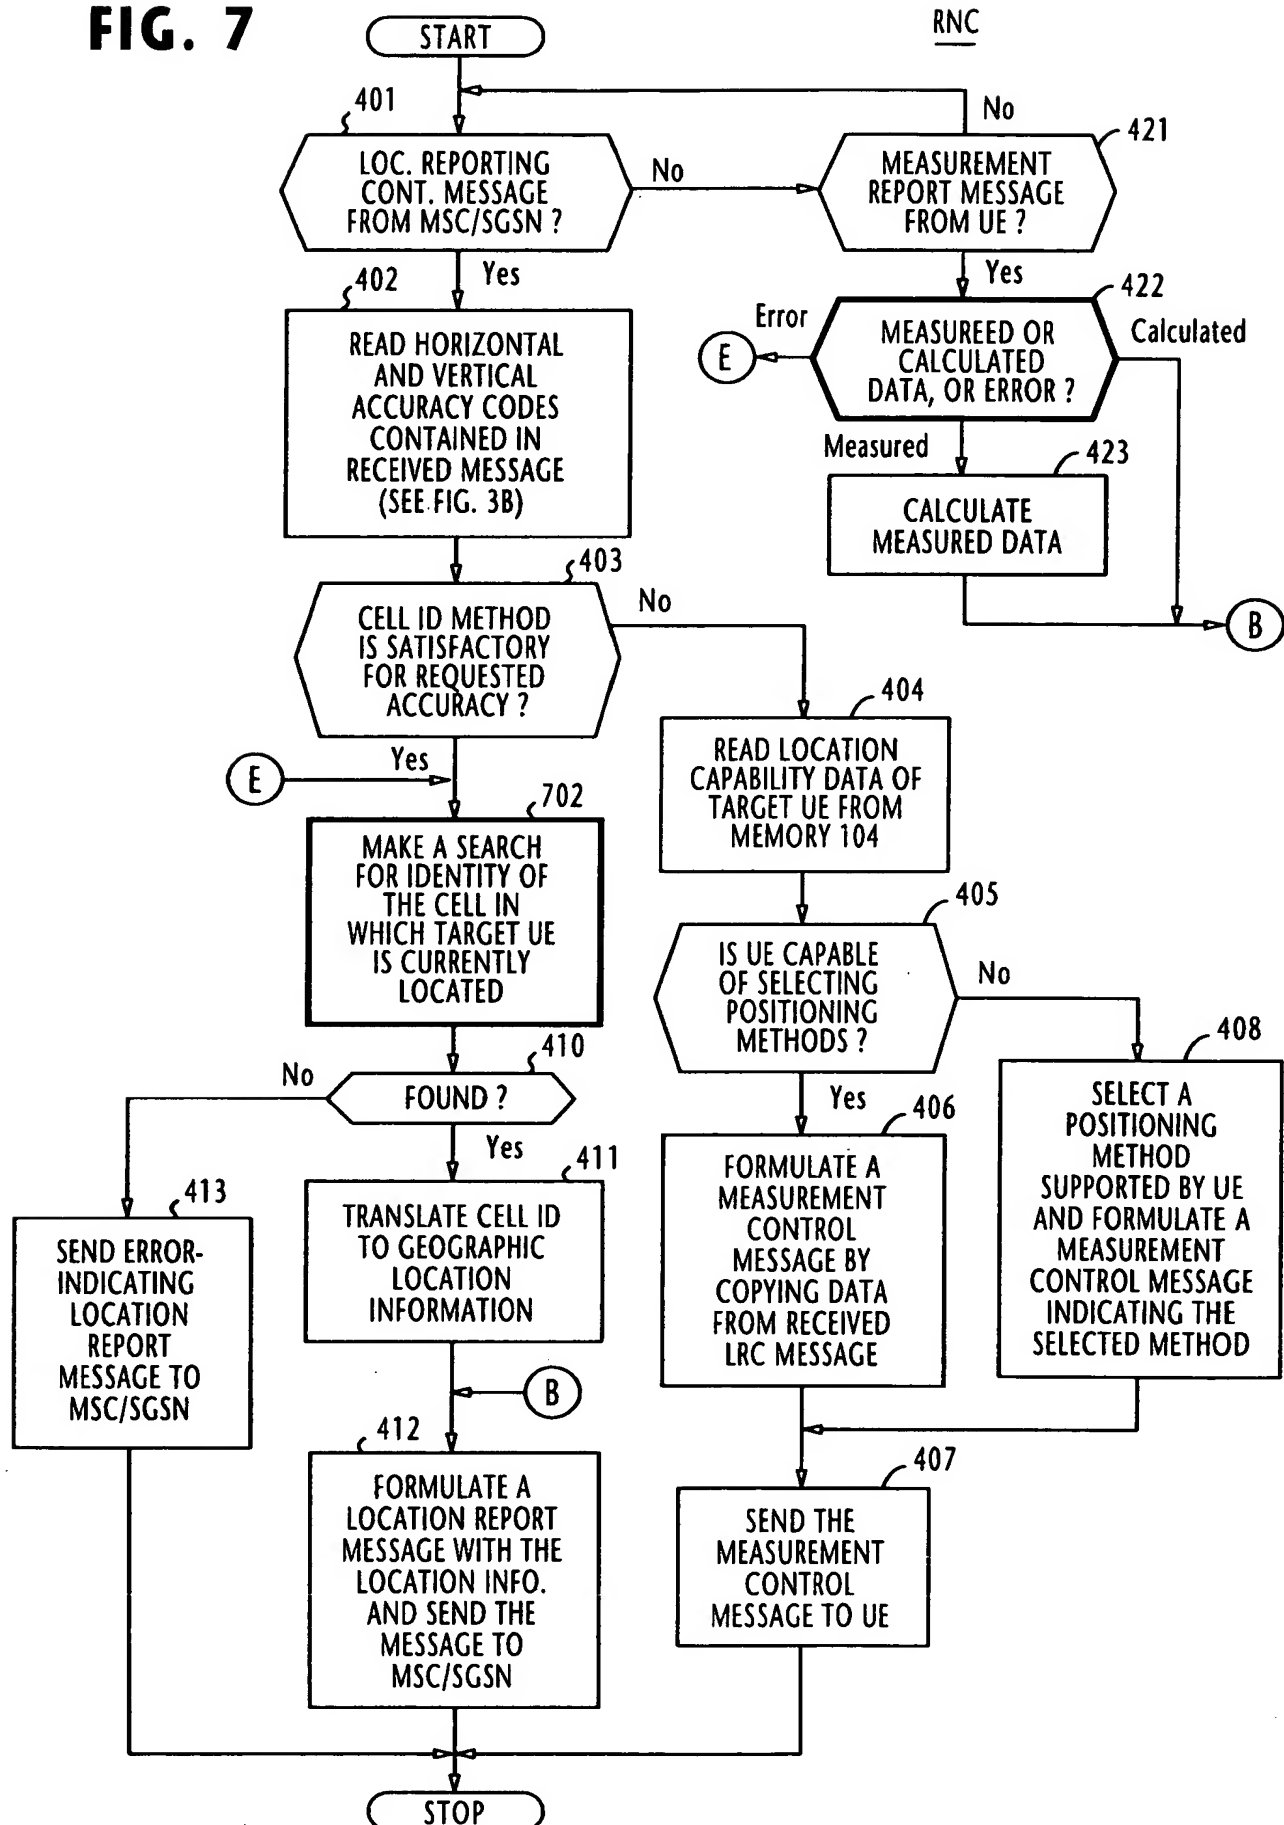 FIG. 7
START
RNC
401
LOC. REPORTING
CONT. MESSAGE
FROM MSC/SGSN ?
No
No
421
MEASUREMENT
REPORT MESSAGE
FROM UE ?
Yes
402
READ HORIZONTAL
AND VERTICAL
ACCURACY CODES
CONTAINED IN
RECEIVED MESSAGE
(SEE FIG. 3B)
Yes
422
Error
E
MEASUREED OR
CALCULATED
DATA, OR ERROR ?
Calculated
Measured
423
CALCULATE
MEASURED DATA
B
403
CELL ID METHOD
IS SATISFACTORY
FOR REQUESTED
ACCURACY ?
No
Yes
E
404
READ LOCATION
CAPABILITY DATA OF
TARGET UE FROM
MEMORY 104
702
MAKE A SEARCH
FOR IDENTITY OF
THE CELL IN
WHICH TARGET UE
IS CURRENTLY
LOCATED
405
IS UE CAPABLE
OF SELECTING
POSITIONING
METHODS ?
No
Yes
410
FOUND ?
No
Yes
408
SELECT A
POSITIONING
METHOD
SUPPORTED BY UE
AND FORMULATE A
MEASUREMENT
CONTROL MESSAGE
INDICATING THE
SELECTED METHOD
406
FORMULATE A
MEASUREMENT
CONTROL
MESSAGE BY
COPYING DATA
FROM RECEIVED
LRC MESSAGE
411
TRANSLATE CELL ID
TO GEOGRAPHIC
LOCATION
INFORMATION
413
SEND ERROR-
INDICATING
LOCATION
REPORT
MESSAGE TO
MSC/SGSN
B
412
FORMULATE A
LOCATION REPORT
MESSAGE WITH THE
LOCATION INFO.
AND SEND THE
MESSAGE TO
MSC/SGSN
407
SEND THE
MEASUREMENT
CONTROL
MESSAGE TO UE
STOP